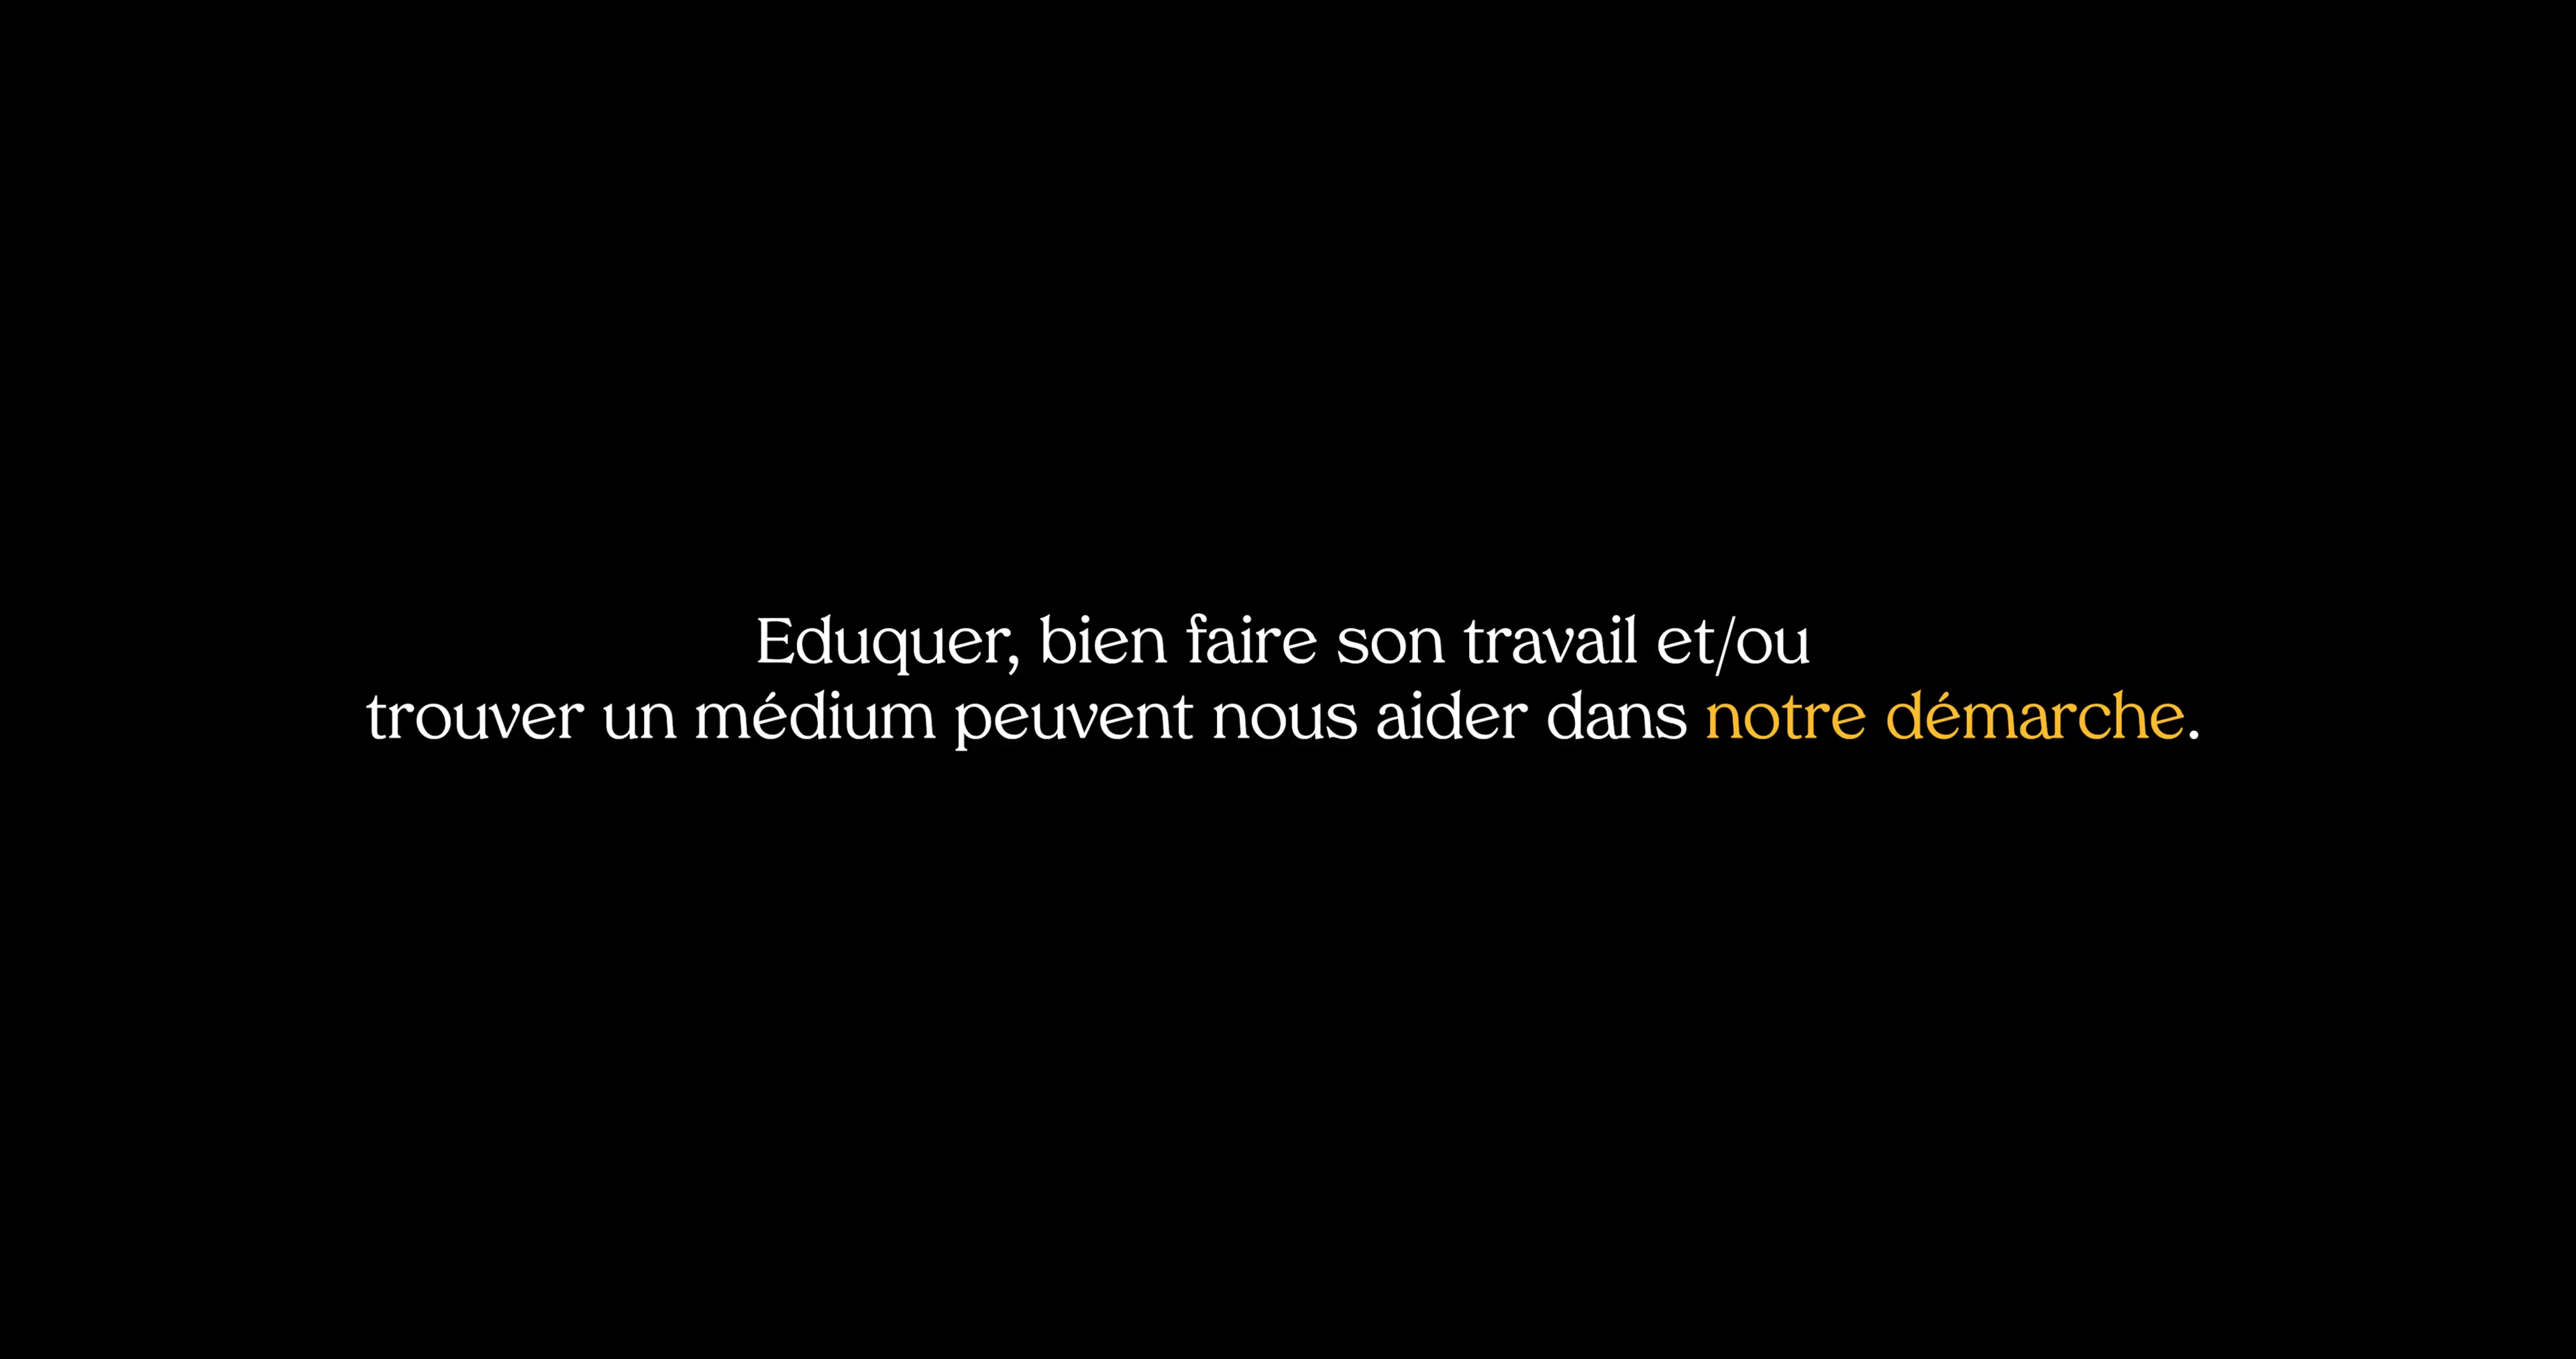 Eduquer, bien faire son travail et/ou
trouver un médium peuvent nous aider dans notre démarche.